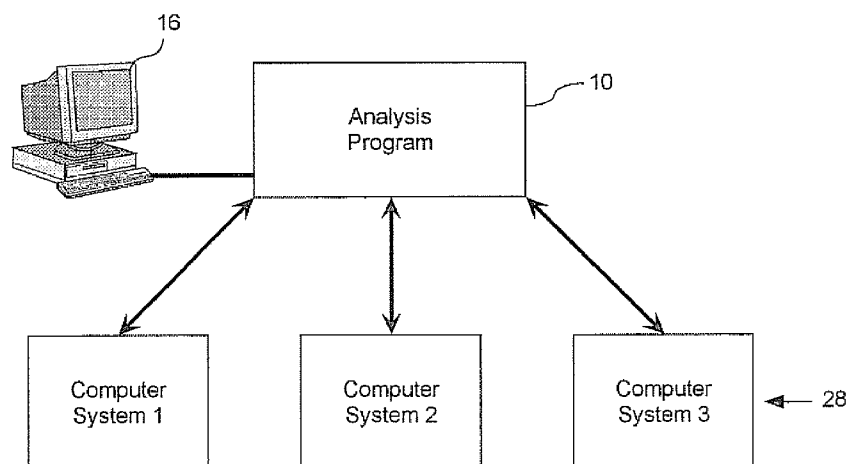 16
10
Analysis
Program
Computer
System 1
Computer
System 2
Computer
System 3
28